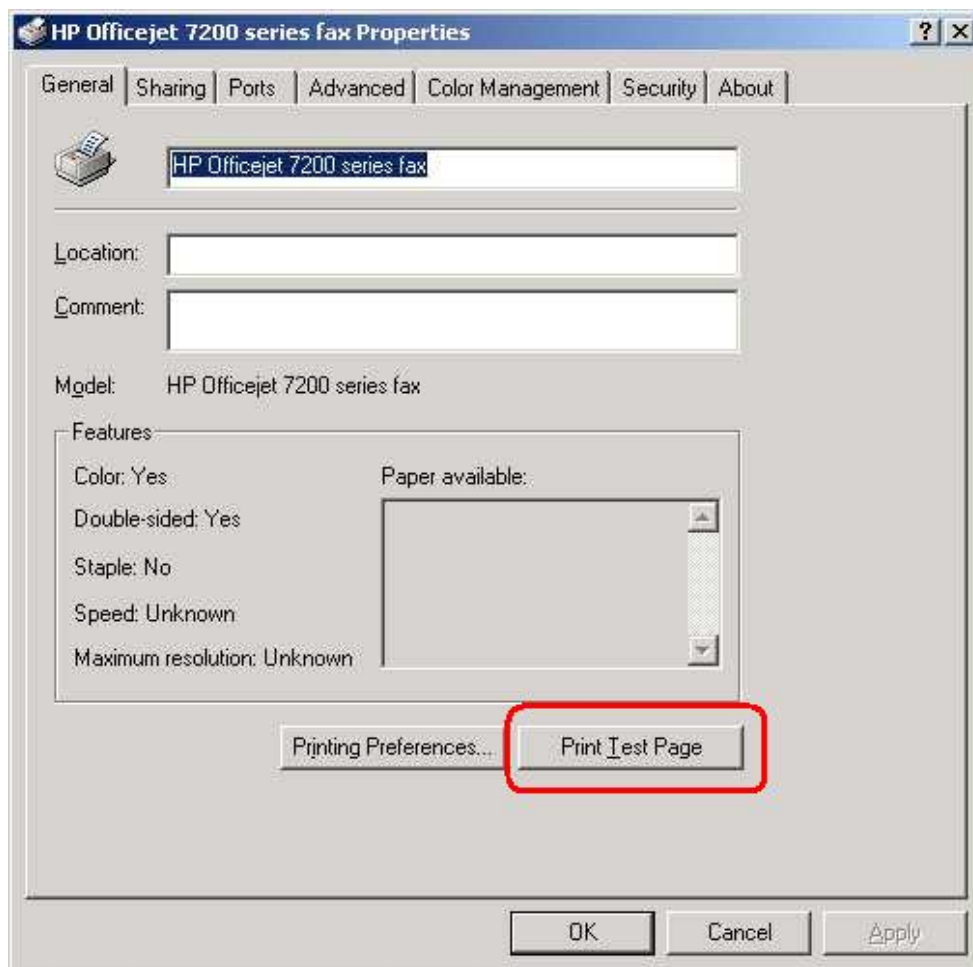 HP Officejet 7200 series fax Properties
General Sharing Ports Advanced Color Management Security About
HP Officejet 7200 series fax
Location:
Comment:
Model: HP Officejet 7200 series fax
Features
Color: Yes Paper available:
Double-sided: Yes
Staple: No
Speed: Unknown
Maximum resolution: Unknown
Printing Preferences... Print Test Page
OK Cancel Apply